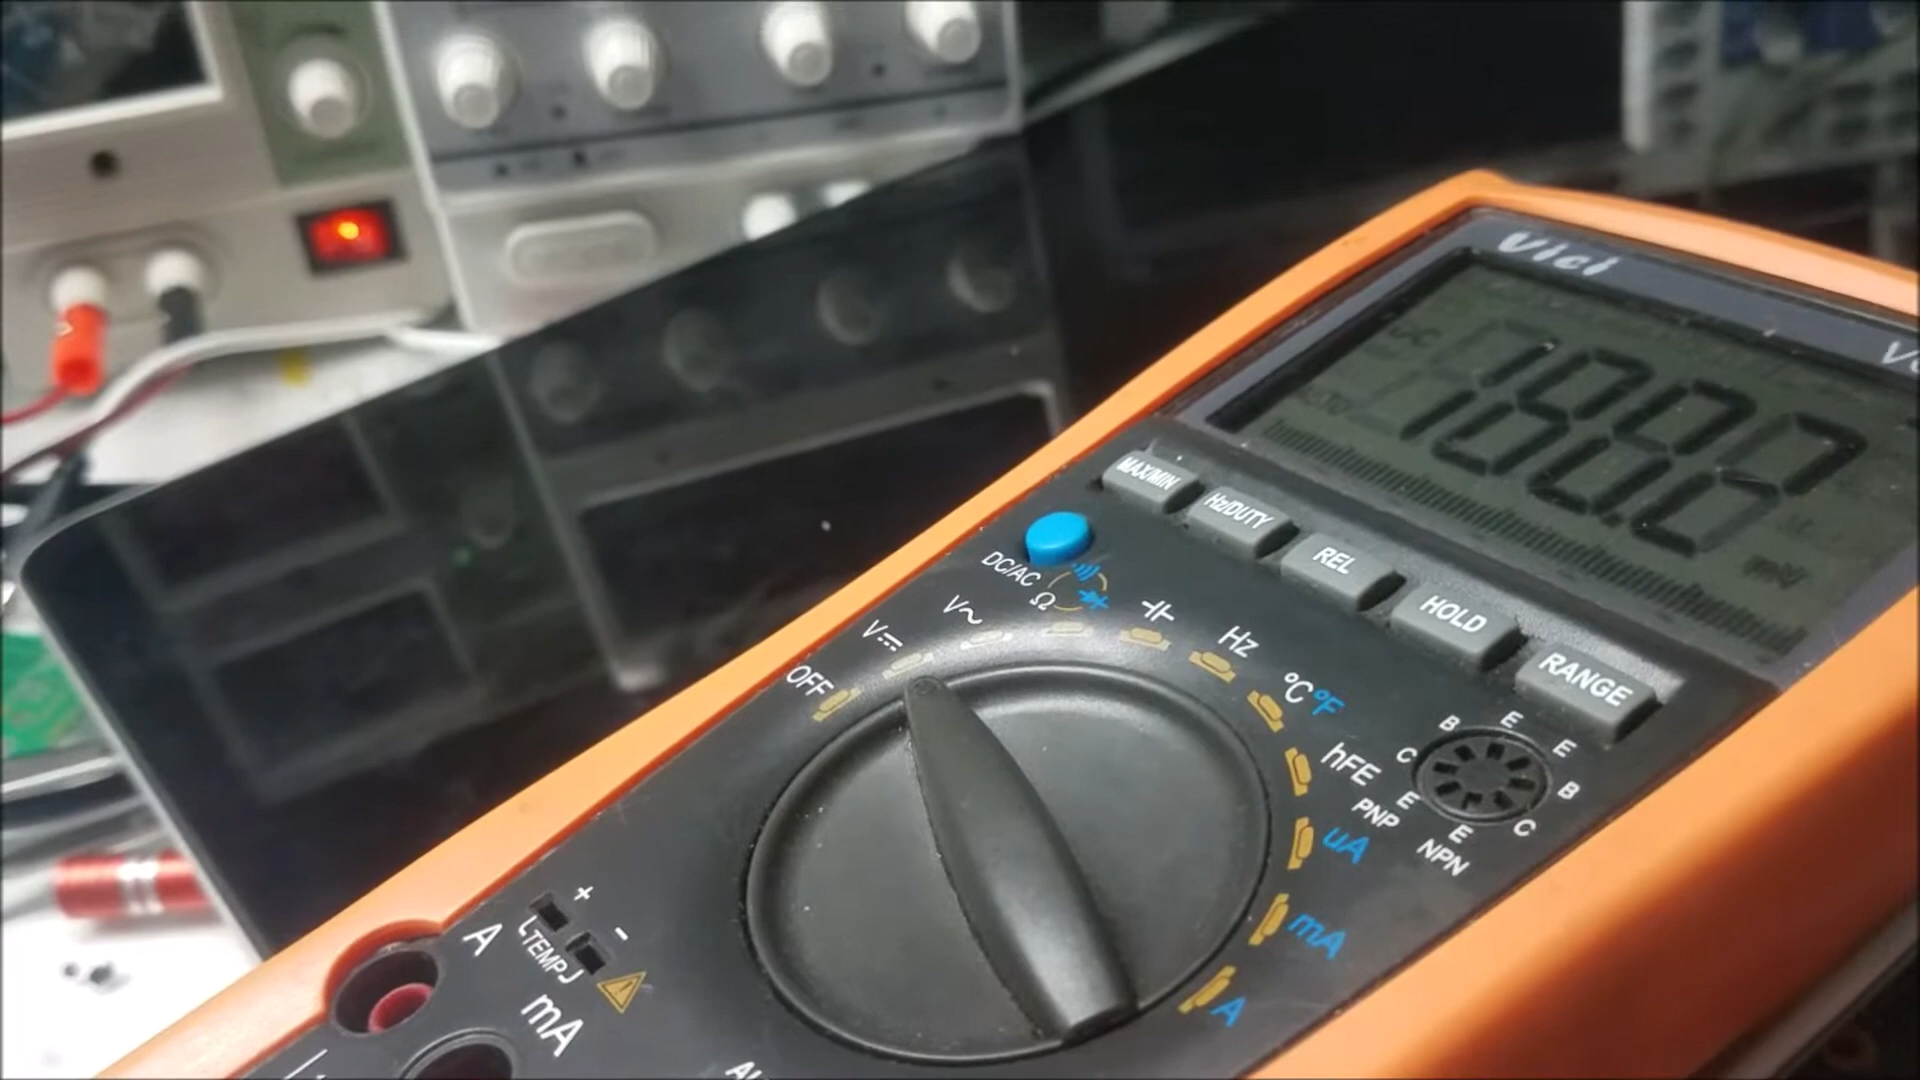 Vici
MAX/MIN
Hz/DUTY
REL
HOLD
RANGE
DC/AC
Ω
V~
V⎓
OFF
Hz
°C°F
hFE
uA
mA
A
B E E
C B
E E C
PNP
NPN
+ -
TEMP
A
mA